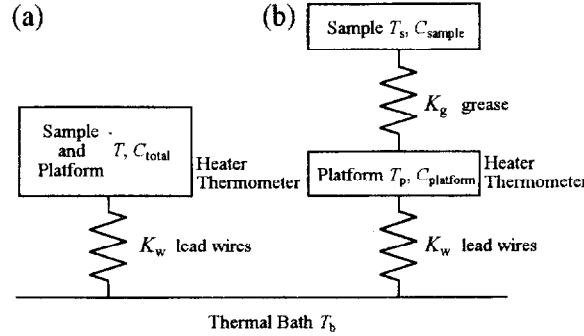 (a)
Sample
and
Platform
T, C_total
Heater
Thermometer
K_w lead wires
(b)
Sample T_s, C_sample
K_g grease
Platform T_p, C_platform
Heater
Thermometer
K_w lead wires
Thermal Bath T_b